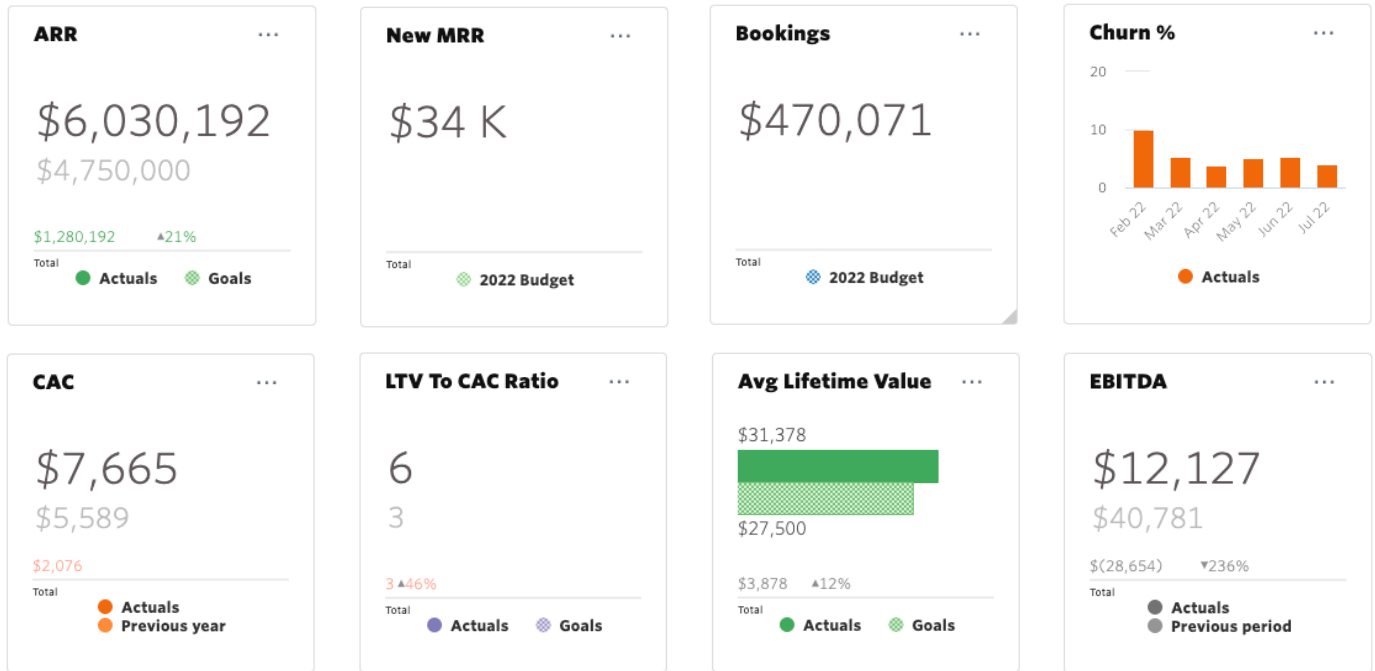 ARR ...
$6,030,192
$4,750,000
$1,280,192 ▲21%
Total
Actuals Goals
New MRR ...
$34 K
Total
2022 Budget
Bookings ...
$470,071
Total
2022 Budget
Churn % ...
20
10
0
Feb 22 Mar 22 Apr 22 May 22 Jun 22 Jul 22
Actuals
CAC ...
$7,665
$5,589
$2,076
Total
Actuals
Previous year
LTV To CAC Ratio ...
6
3
3 ▲46%
Total
Actuals Goals
Avg Lifetime Value ...
$31,378
$27,500
$3,878 ▲12%
Total
Actuals Goals
EBITDA ...
$12,127
$40,781
$(28,654) ▼236%
Total
Actuals
Previous period